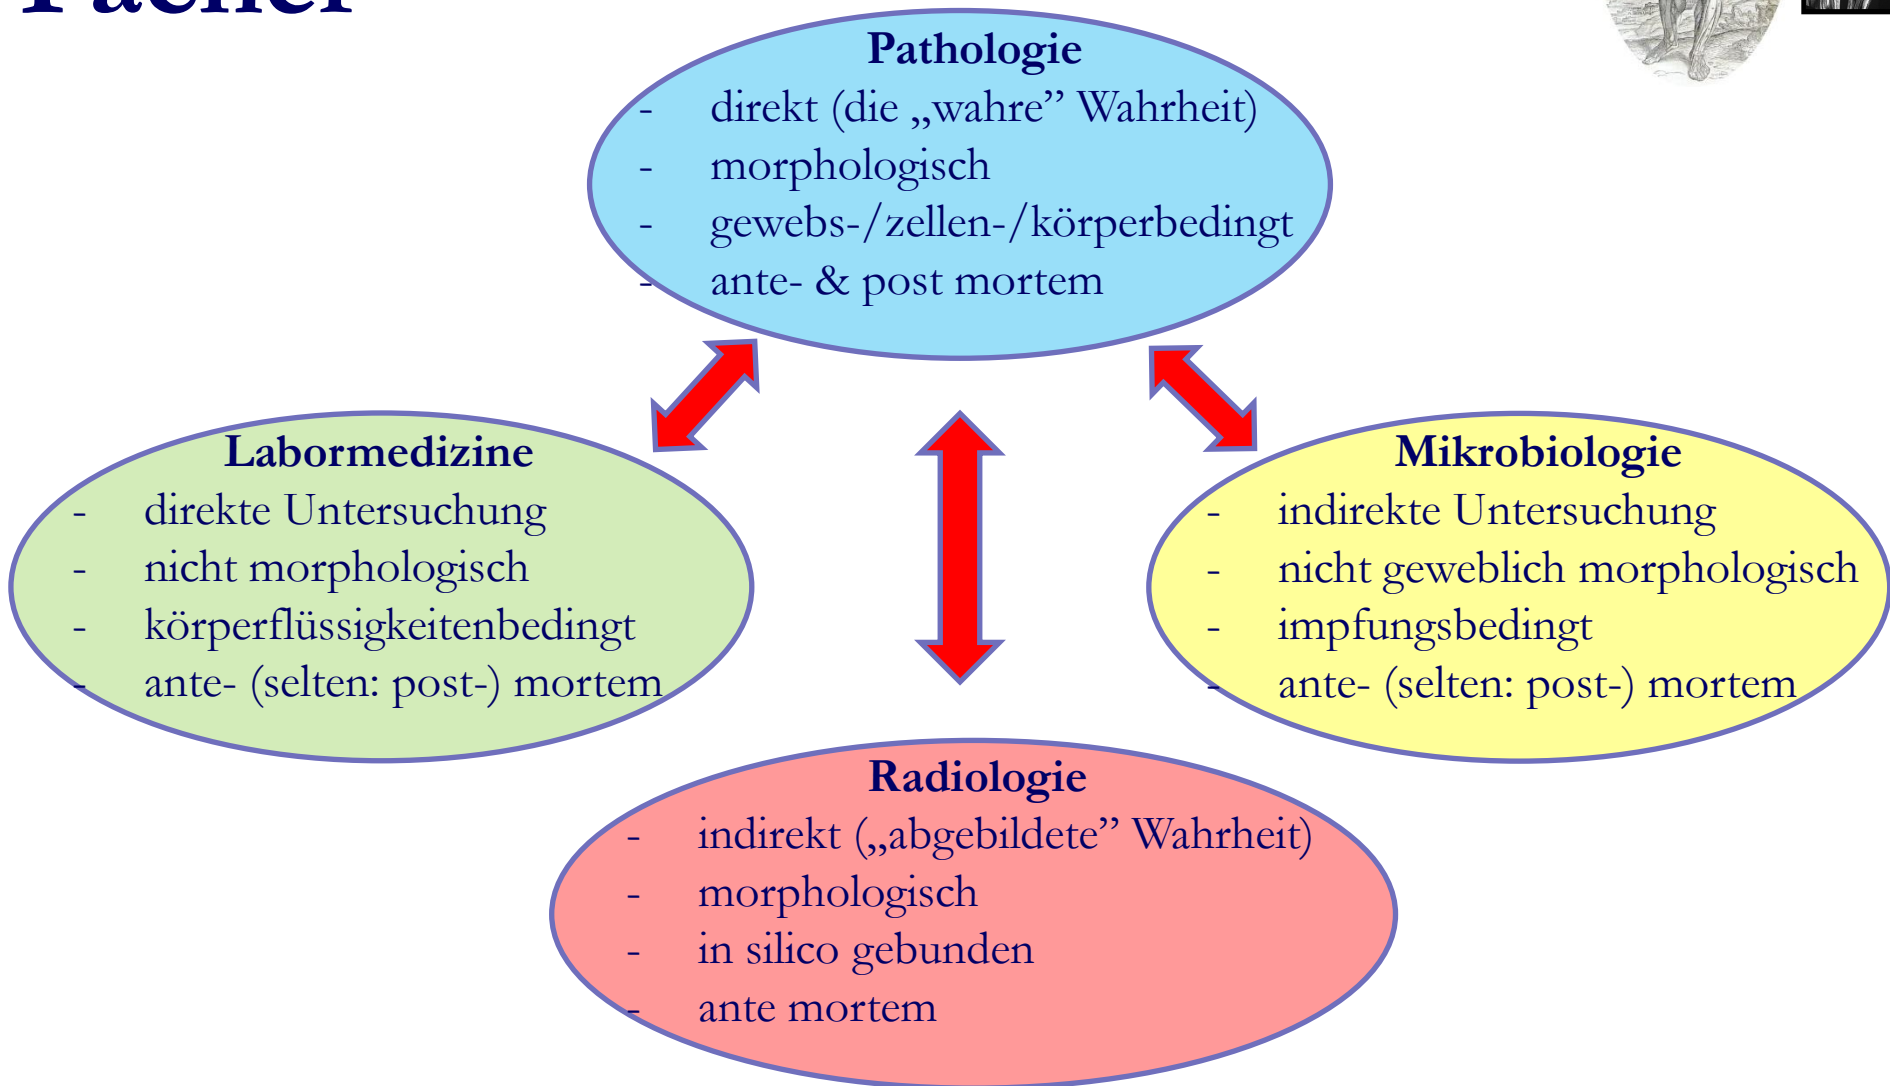 Fächer
Pathologie
- direkt (die „wahre” Wahrheit)
- morphologisch
- gewebs-/zellen-/körperbedingt
- ante- & post mortem
Labormedizine
- direkte Untersuchung
- nicht morphologisch
- körperflüssigkeitenbedingt
- ante- (selten: post-) mortem
Mikrobiologie
- indirekte Untersuchung
- nicht geweblich morphologisch
- impfungsbedingt
- ante- (selten: post-) mortem
Radiologie
- indirekt („abgebildete” Wahrheit)
- morphologisch
- in silico gebunden
- ante mortem